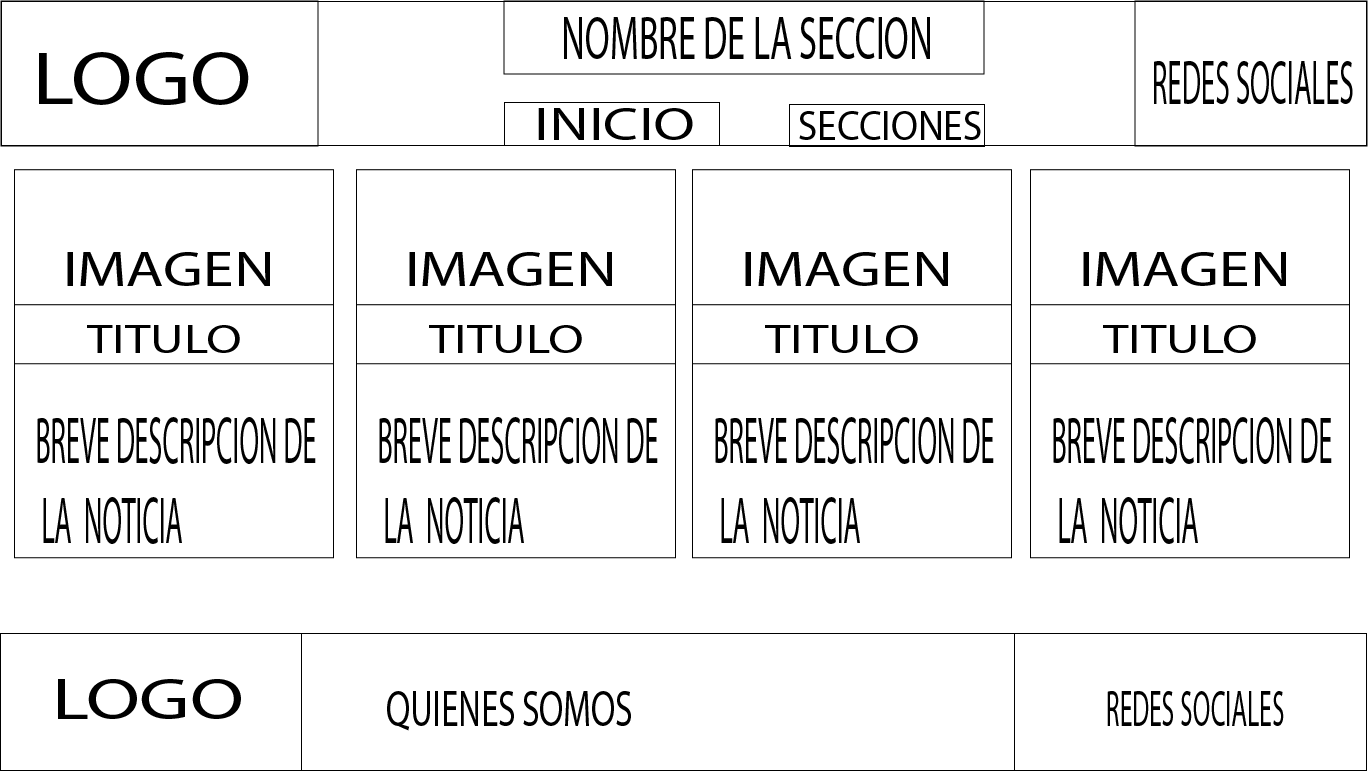 LOGO
NOMBRE DE LA SECCION
INICIO
SECCIONES
REDES SOCIALES
IMAGEN
TITULO
BREVE DESCRIPCION DE
LA NOTICIA
IMAGEN
TITULO
BREVE DESCRIPCION DE
LA NOTICIA
IMAGEN
TITULO
BREVE DESCRIPCION DE
LA NOTICIA
IMAGEN
TITULO
BREVE DESCRIPCION DE
LA NOTICIA
LOGO
QUIENES SOMOS
REDES SOCIALES